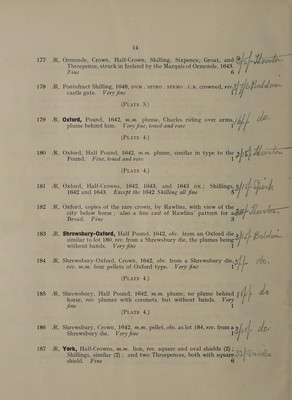 14
177 Ꜽ Ormonde, Crown, Half-Crown, Shilling, Sixpence, Groat, and
Threepense, struck in Ireland by the Marquis of Ormonde, 1643.
Fine 6
178 Ꜽ Pontefract Shilling, 1648, DVM : SPIRO : SPERO : C.R. crowned, rev.
castle gate. Very fine 1
(PLATE 3.)
179 Ꜽ Oxford, Pound, 1642, m.m. plume, Charles riding over arms,
plume behind him. Very fine, toned and rare 1
(PLATE 4.)
180 Ꜽ Oxford, Half Pound, 1642, m.m. plume, similar in type to the
Pound. Fine, toned and rare 1
(PLATE 4.)
181 Ꜽ Oxford, Half-Crowns, 1642, 1643, and 1643 ox ; Shillings,
1642 and 1643. Except the 1642 Shilling all fine 5
182 Ꜽ Oxford, copies of the rare crown, by Rawlins, with view of the
city below horse ; also a fine cast of Rawlins' pattern for a
Broad. Fine
183 Ꜽ Shrewsbury-Oxford, Half Pound, 1642, obv. from an Oxford die
similar to lot 180, rev. from a Shrewsbury die, the plumes being
without bands. Very fine 1
184 Ꜽ Shrewsbury-Oxford, Crown, 1642, obv. from a Shrewsbury die,
rev. m.m. four pellets of Oxford type. Very fine 1
(PLATE 4.)
185 Ꜽ Shrewsbury, Half Pound, 1642, m.m. plume; no plume behind
horse, rev. plumes with coronets, but without bands. Very
fine 1
(PLATE 4.)
186 Ꜽ Shrewsbury, Crown, 1642, m.m. pellet, obv. as lot 184, rev. from a
Shrewsbury die. Very fine 1
187 Ꜽ York, Half-Crowns, m.m. lion, rev. square and oval shields (2) ;
Shillings, similar (2) ; and two Threepences, both with square
shield. Fine 6